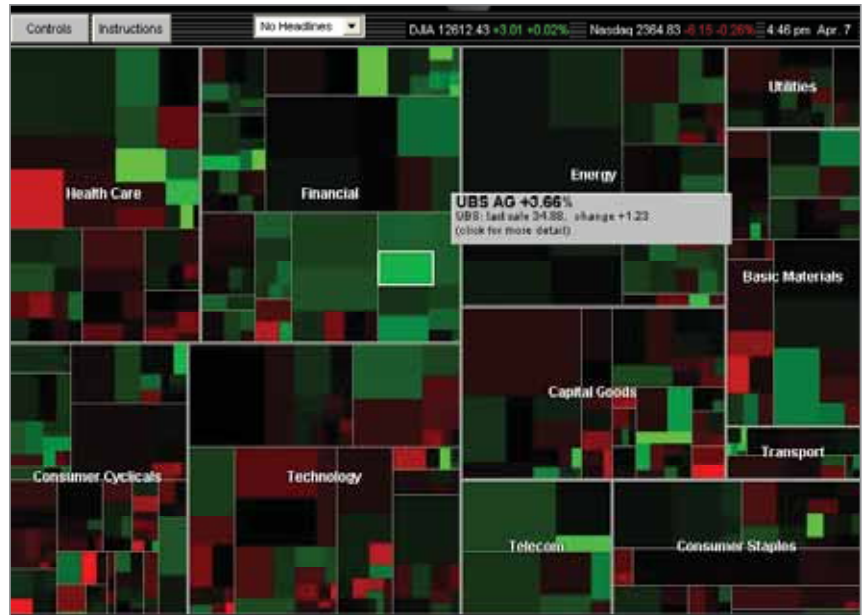 Controls
Instructions
No Headlines
DJIA 12612.43 +3.01 +0.02% Nasdaq 2364.83 -6.15 -0.26% 4:46 pm Apr. 7
Utilities
Health Care
Financial
Energy
UBS AG +3.66%
UBS: last sale 34.88, change +1.23
(click for more detail)
Basic Materials
Capital Goods
Transport
Consumer Cyclicals
Technology
Telecom
Consumer Staples